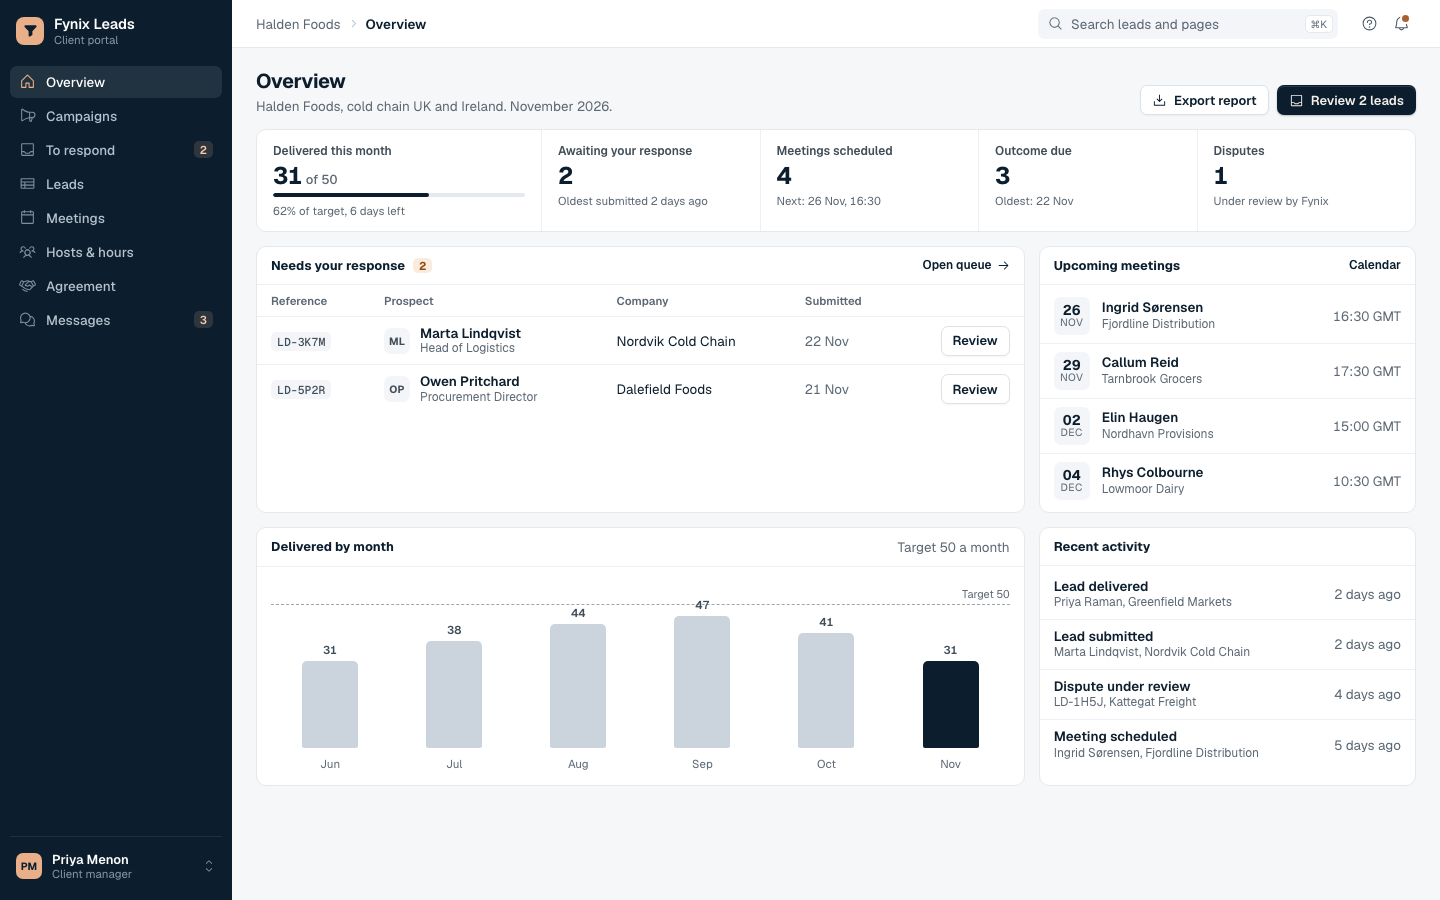 Fynix Leads
Client portal
Overview
Campaigns
To respond 2
Leads
Meetings
Hosts & hours
Agreement
Messages 3
PM
Priya Menon
Client manager
Halden Foods Overview
Search leads and pages ⌘K
Overview
Halden Foods, cold chain UK and Ireland. November 2026.
Export report
Review 2 leads
Delivered this month
31 of 50
62% of target, 6 days left
Awaiting your response
2
Oldest submitted 2 days ago
Meetings scheduled
4
Next: 26 Nov, 16:30
Outcome due
3
Oldest: 22 Nov
Disputes
1
Under review by Fynix
Needs your response 2
Open queue →
Reference Prospect Company Submitted
LD-3K7M ML Marta Lindqvist Nordvik Cold Chain 22 Nov Review
Head of Logistics
LD-5P2R OP Owen Pritchard Dalefield Foods 21 Nov Review
Procurement Director
Upcoming meetings Calendar
26 NOV
Ingrid Sørensen
Fjordline Distribution
16:30 GMT
29 NOV
Callum Reid
Tarnbrook Grocers
17:30 GMT
02 DEC
Elin Haugen
Nordhavn Provisions
15:00 GMT
04 DEC
Rhys Colbourne
Lowmoor Dairy
10:30 GMT
Delivered by month Target 50 a month
Target 50
31 38 44 47 41 31
Jun Jul Aug Sep Oct Nov
Recent activity
Lead delivered
Priya Raman, Greenfield Markets
2 days ago
Lead submitted
Marta Lindqvist, Nordvik Cold Chain
2 days ago
Dispute under review
LD-1H5J, Kattegat Freight
4 days ago
Meeting scheduled
Ingrid Sørensen, Fjordline Distribution
5 days ago